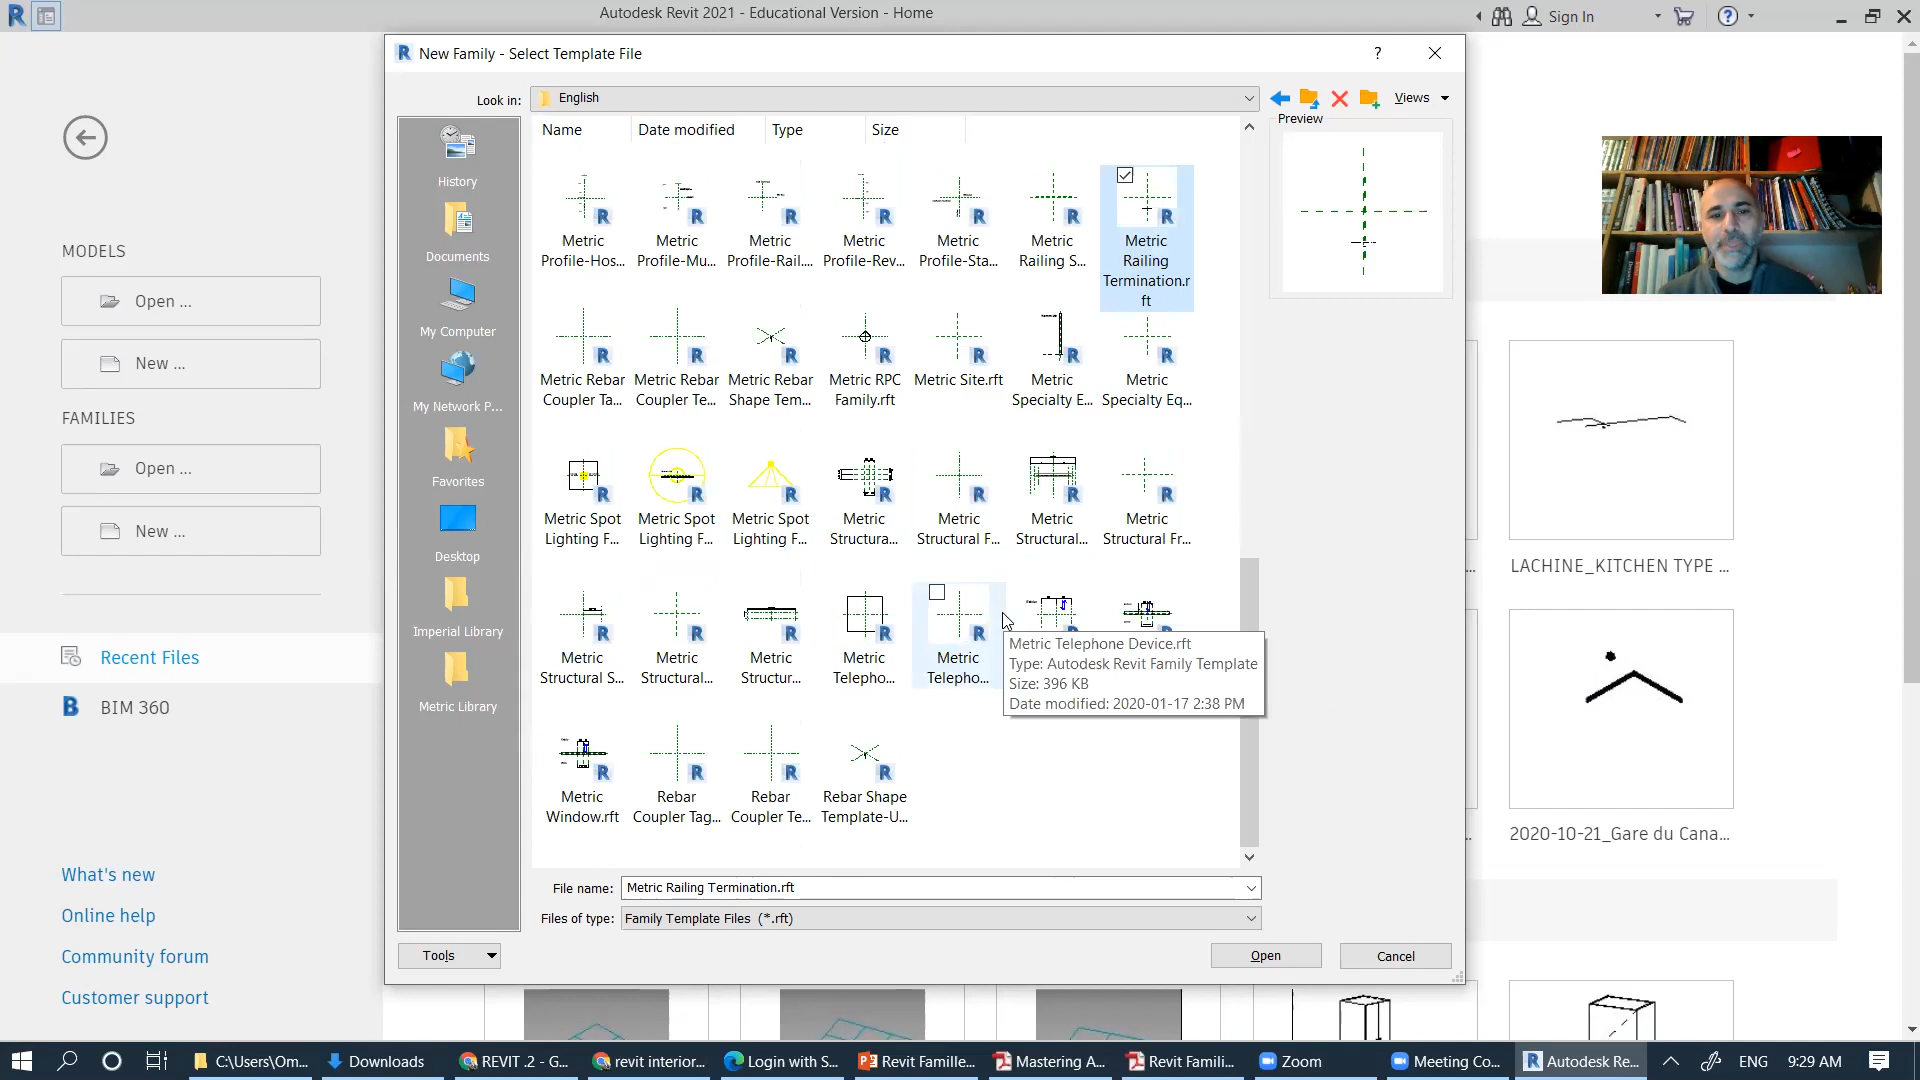 Autodesk Revit 2021 - Educational Version - Home
Sign In
New Family - Select Template File
Look in:
English
Views
Name
Date modified
Type
Size
Preview
History
Documents
My Computer
My Network P...
Favorites
Desktop
Imperial Library
Metric Library
Metric Profile-Hos...
Metric Profile-Mu...
Metric Profile-Rail....
Metric Profile-Rev...
Metric Profile-Sta...
Metric Railing S...
Metric Railing Termination.rft
Metric Rebar Coupler Ta...
Metric Rebar Coupler Te...
Metric Rebar Shape Tem...
Metric RPC Family.rft
Metric Site.rft
Metric Specialty E...
Metric Specialty Eq...
Metric Spot Lighting F...
Metric Spot Lighting F...
Metric Spot Lighting F...
Metric Structura...
Metric Structural F...
Metric Structural...
Metric Structural Fr...
Metric Structural S...
Metric Structural...
Metric Structur...
Metric Telepho...
Metric Telepho...
Metric Telephone Device.rft
Type: Autodesk Revit Family Template
Size: 396 KB
Date modified: 2020-01-17 2:38 PM
Metric Window.rft
Rebar Coupler Tag...
Rebar Coupler Te...
Rebar Shape Template-U...
File name:
Metric Railing Termination.rft
Files of type:
Family Template Files (*.rft)
Tools
Open
Cancel
MODELS
Open ...
New ...
FAMILIES
Open ...
New ...
Recent Files
BIM 360
What's new
Online help
Community forum
Customer support
LACHINE_KITCHEN TYPE ...
2020-10-21_Gare du Cana...
C:\Users\Om...
Downloads
REVIT .2 - G...
revit interior...
Login with S...
Revit Famille...
Mastering A...
Revit Famili...
Zoom
Meeting Co...
Autodesk Re...
ENG
9:29 AM